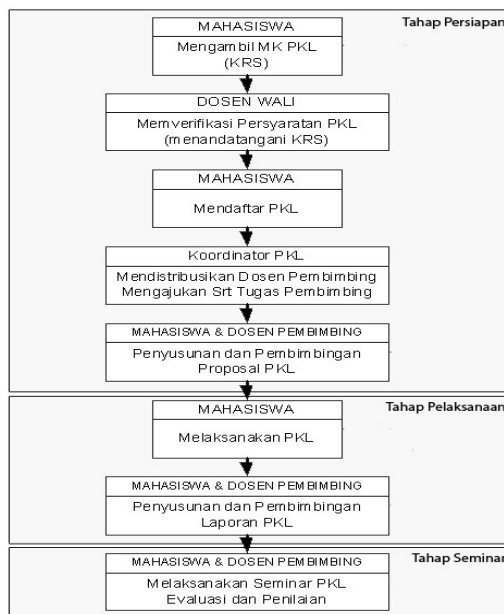 Tahap Persiapan
MAHASISWA
Mengambil MK PKL
(KRS)
DOSEN WALI
Memverifikasi Persyaratan PKL
(menandatangani KRS)
MAHASISWA
Mendaftar PKL
Koordinator PKL
Mendistribusikan Dosen Pembimbing
Mengajukan Srt Tugas Pembimbing
MAHASISWA & DOSEN PEMBIMBING
Penyusunan dan Pembimbingan
Proposal PKL
Tahap Pelaksanaan
MAHASISWA
Melaksanakan PKL
MAHASISWA & DOSEN PEMBIMBING
Penyusunan dan Pembimbingan
Laporan PKL
Tahap Seminar
MAHASISWA & DOSEN PEMBIMBING
Melaksanakan Seminar PKL
Evaluasi dan Penilaian